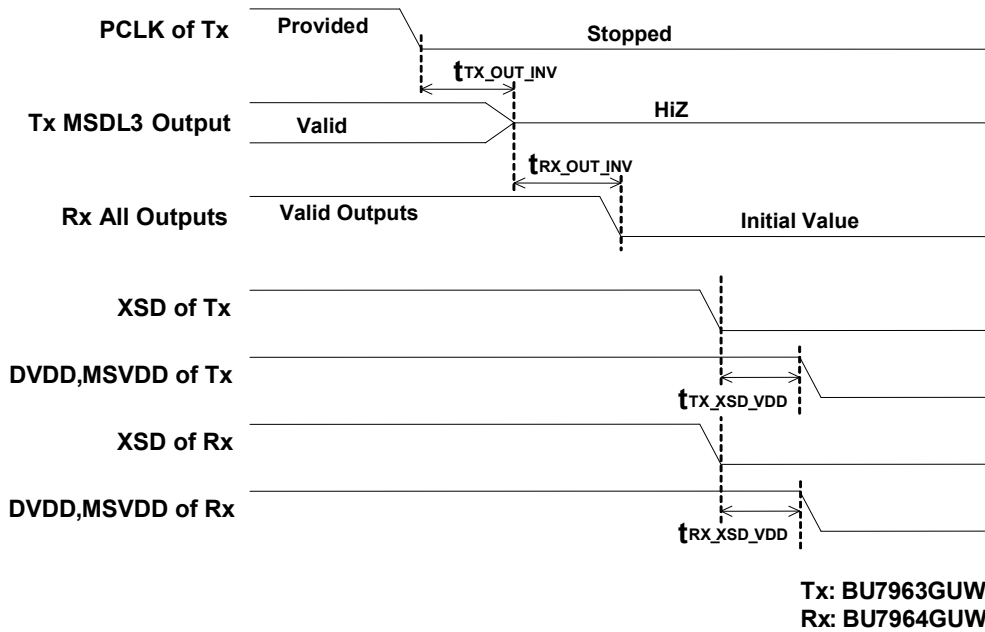 PCLK of Tx
Provided
Stopped
tTX_OUT_INV
Tx MSDL3 Output
Valid
HiZ
tRX_OUT_INV
Rx All Outputs
Valid Outputs
Initial Value
XSD of Tx
DVDD,MSVDD of Tx
tTX_XSD_VDD
XSD of Rx
DVDD,MSVDD of Rx
tRX_XSD_VDD
Tx: BU7963GUW
Rx: BU7964GUW